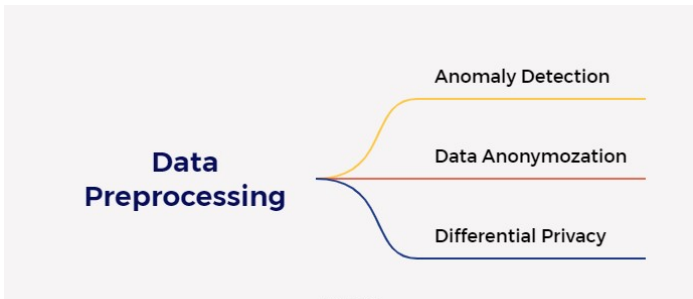 Anomaly Detection
Data
Preprocessing
Data Anonymozation
Differential Privacy